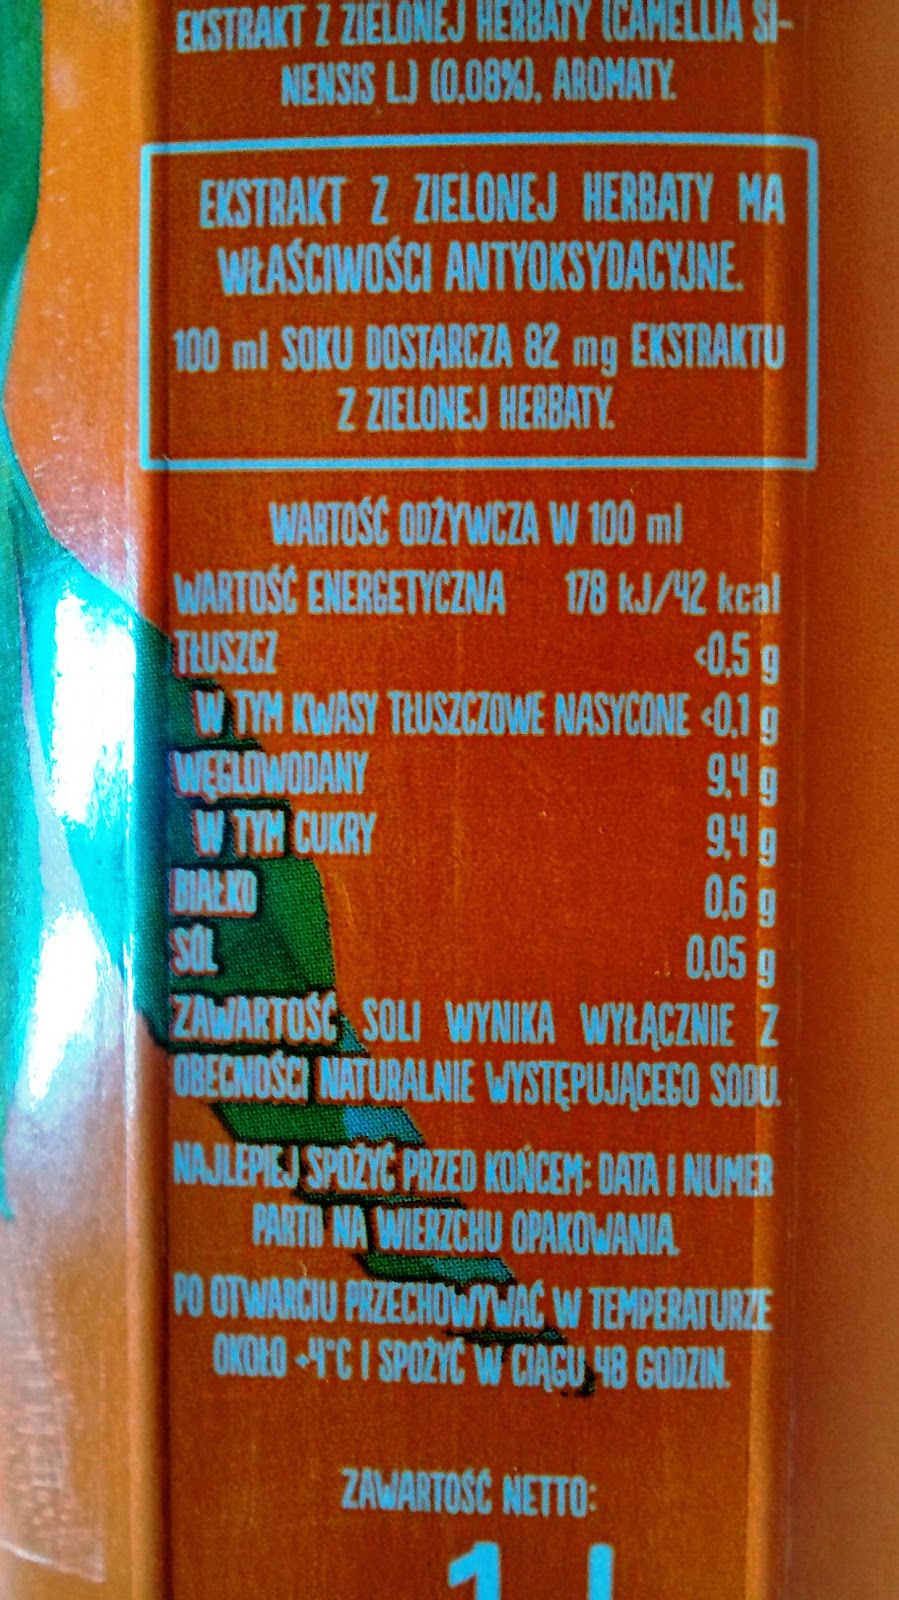 EKSTRAKT Z ZIELONEJ HERBATY (CAMELLIA SI-
NENSIS L.) (0,08%), AROMATY.
EKSTRAKT Z ZIELONEJ HERBATY MA
WŁAŚCIWOŚCI ANTYOKSYDACYJNE.
100 ml SOKU DOSTARCZA 82 mg EKSTRAKTU
Z ZIELONEJ HERBATY.
WARTOŚĆ ODŻYWCZA W 100 ml
WARTOŚĆ ENERGETYCZNA 178 kJ/42 kcal
TŁUSZCZ <0,5 g
W TYM KWASY TŁUSZCZOWE NASYCONE <0,1 g
WĘGLOWODANY 9,4 g
W TYM CUKRY 9,4 g
BIAŁKO 0,6 g
SÓL 0,05 g
ZAWARTOŚĆ SOLI WYNIKA WYŁĄCZNIE Z
OBECNOŚCI NATURALNIE WYSTĘPUJĄCEGO SODU.
NAJLEPIEJ SPOŻYĆ PRZED KOŃCEM: DATA I NUMER
PARTII NA WIERZCHU OPAKOWANIA.
PO OTWARCIU PRZECHOWYWAĆ W TEMPERATURZE
OKOŁO +4°C I SPOŻYĆ W CIĄGU 48 GODZIN.
ZAWARTOŚĆ NETTO:
1 l